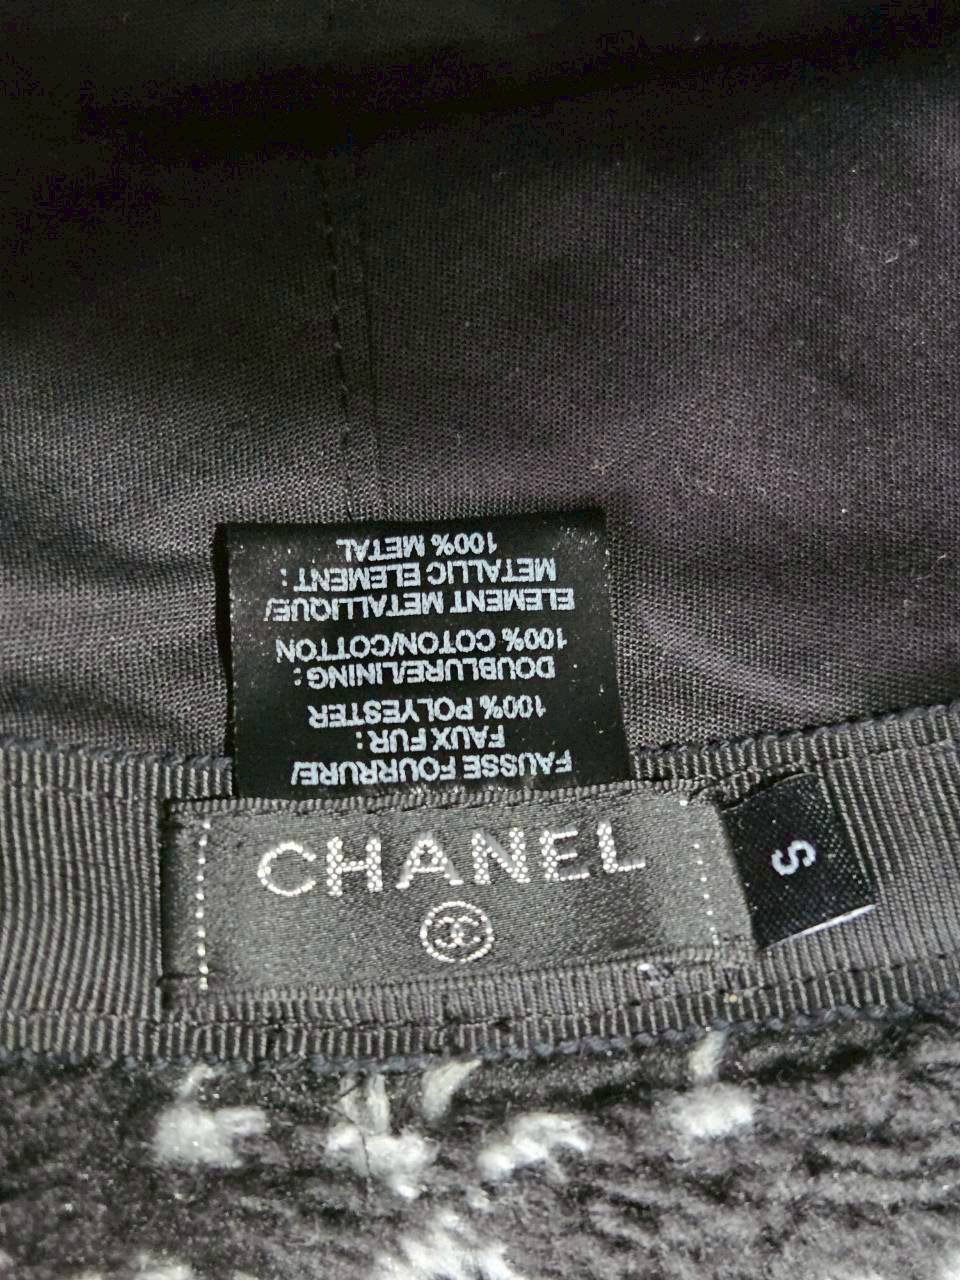 FAUSSE FOURRURE/
FAUX FUR :
100% POLYESTER
DOUBLURE/LINING :
100% COTON/COTTON
ELEMENT METALLIQUE/
METALLIC ELEMENT :
100% METAL
CHANEL
S